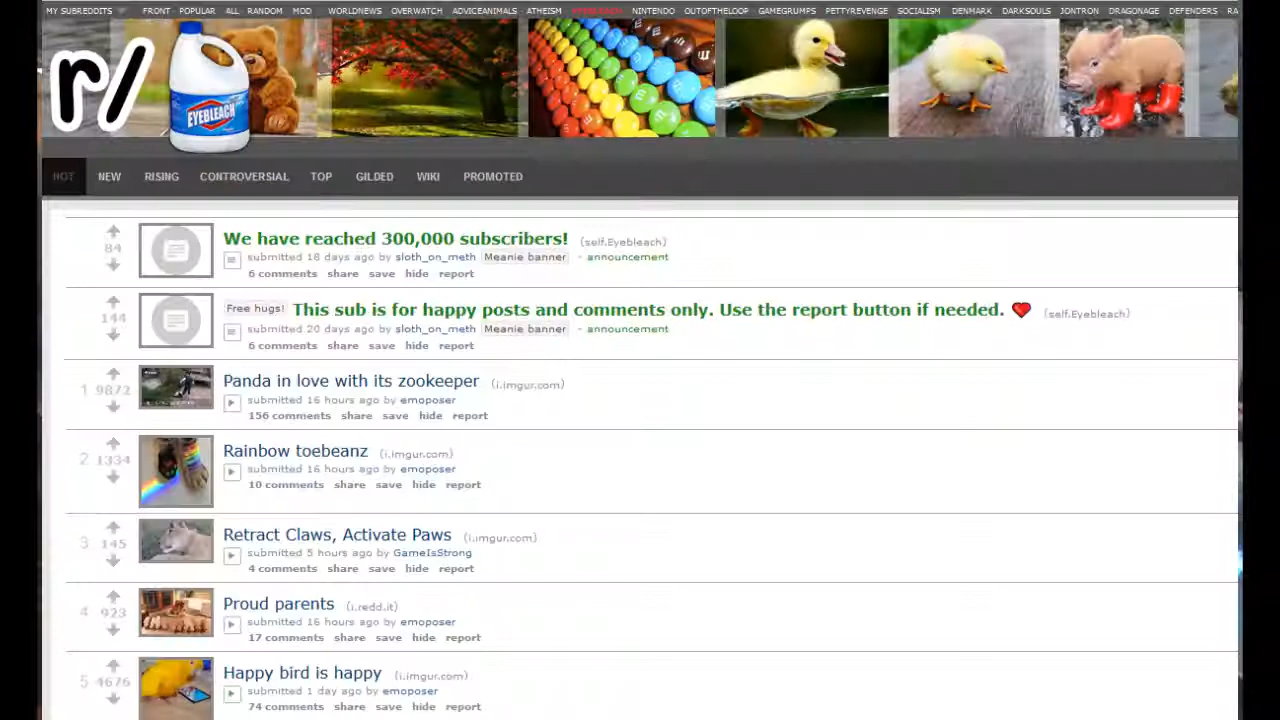 MY SUBREDDITS FRONT POPULAR ALL RANDOM MOD WORLDNEWS OVERWATCH ADVICEANIMALS - ATHEISM EYEBLEACH NINTENDO OUTOFTHELOOP GAMEGRUMPS PETTYREVENGE SOCIALISM DENMARK DARKSOULS JONTRON DRAGONAGE DEFENDERS RA
r/ EYEBLEACH
HOT NEW RISING CONTROVERSIAL TOP GILDED WIKI PROMOTED
We have reached 300,000 subscribers! (self.Eyebleach)
84 submitted 18 days ago by sloth_on_meth Meanie banner - announcement
6 comments share save hide report
Free hugs! This sub is for happy posts and comments only. Use the report button if needed. ❤ (self.Eyebleach)
144 submitted 20 days ago by sloth_on_meth Meanie banner - announcement
6 comments share save hide report
Panda in love with its zookeeper (i.imgur.com)
1 9872 submitted 16 hours ago by emoposer
156 comments share save hide report
Rainbow toebeanz (i.imgur.com)
2 1334 submitted 16 hours ago by emoposer
10 comments share save hide report
Retract Claws, Activate Paws (i.imgur.com)
3 145 submitted 5 hours ago by GameIsStrong
4 comments share save hide report
Proud parents (i.redd.it)
4 923 submitted 16 hours ago by emoposer
17 comments share save hide report
Happy bird is happy (i.imgur.com)
5 4676 submitted 1 day ago by emoposer
74 comments share save hide report